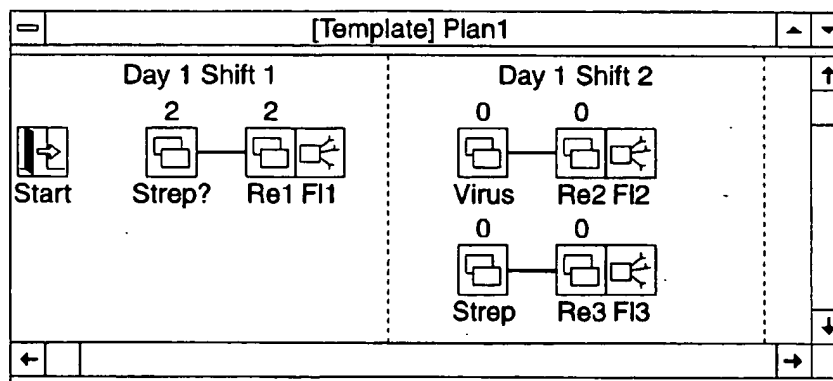 [Template] Plan1
Day 1 Shift 1
Day 1 Shift 2
2 2
0 0
Start Strep? Re1 Fl1
Virus Re2 Fl2
0 0
Strep Re3 Fl3